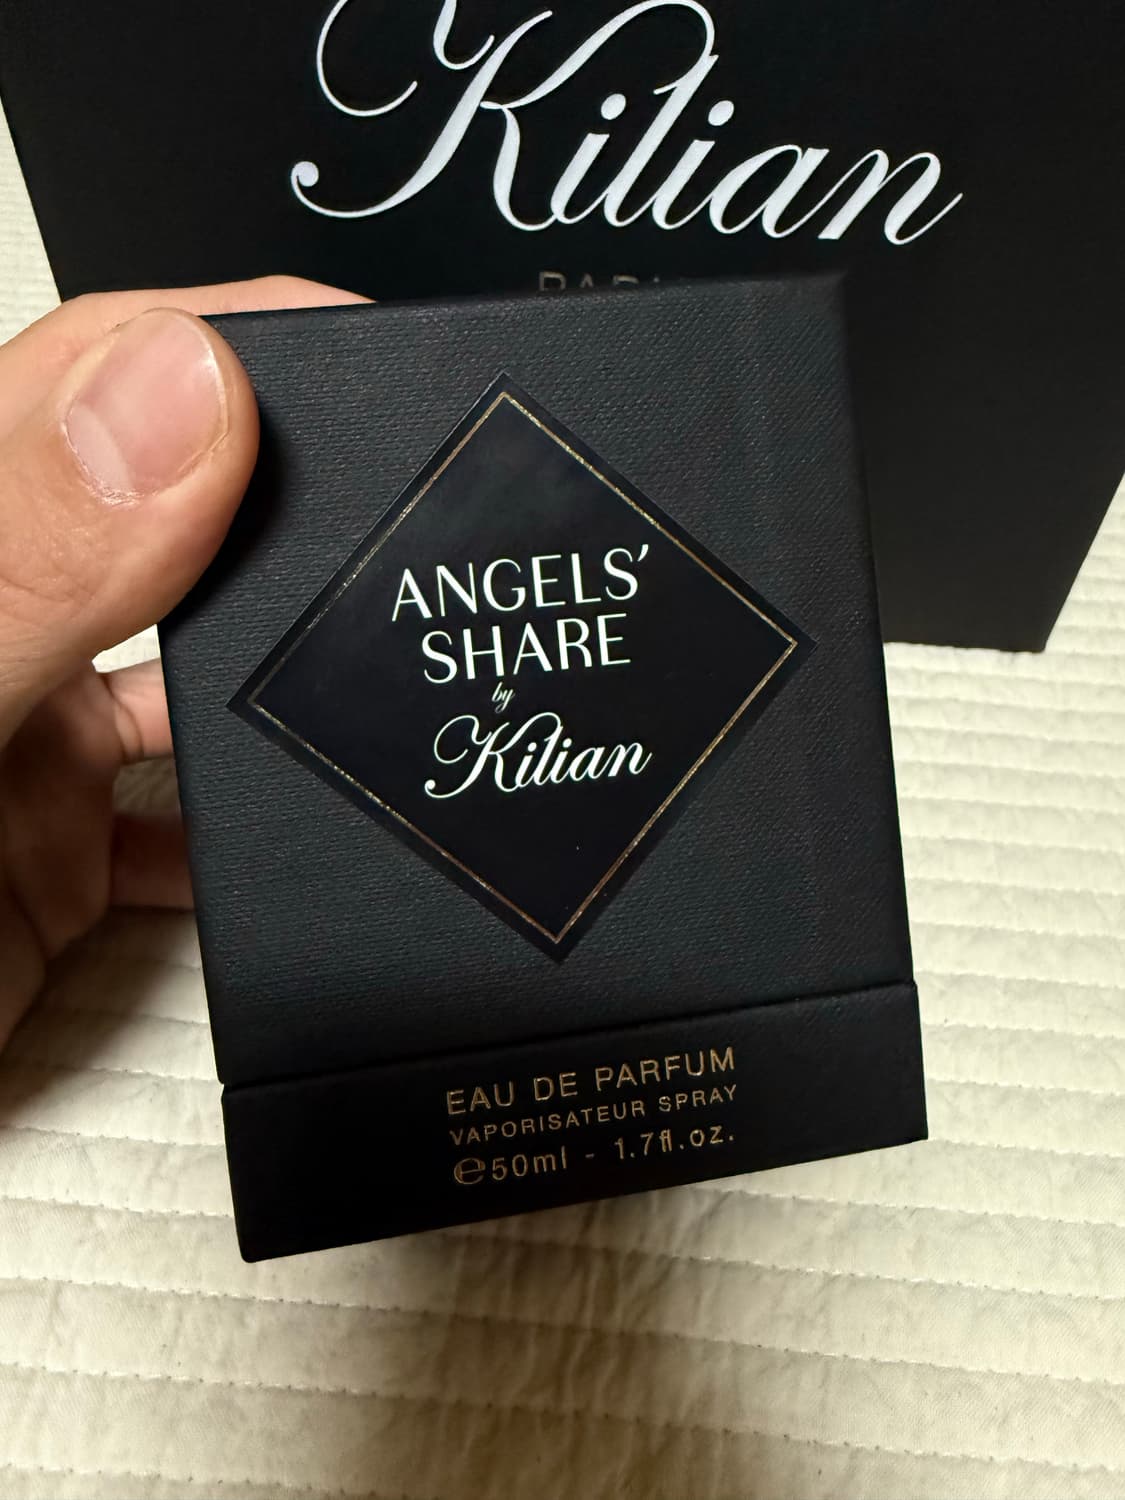 Kilian
ANGELS'
SHARE
by
Kilian
EAU DE PARFUM
VAPORISATEUR SPRAY
℮50ml - 1.7fl.oz.